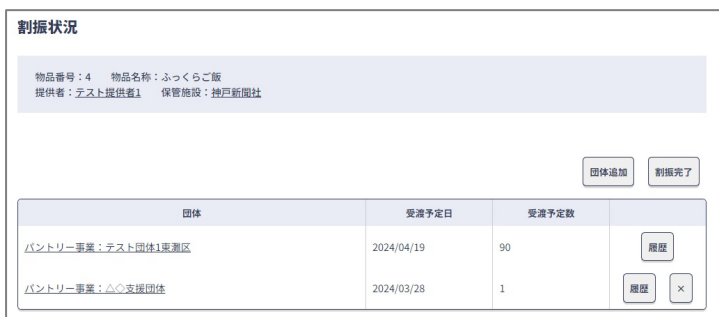 割振状況
物品番号：4　物品名称：ふっくらご飯
提供者：テスト提供者1　保管施設：神戸新聞社
団体追加　割振完了
団体　受渡予定日　受渡予定数
パントリー事業：テスト団体1東灘区　2024/04/19　90　履歴
パントリー事業：△◇支援団体　2024/03/28　1　履歴　×